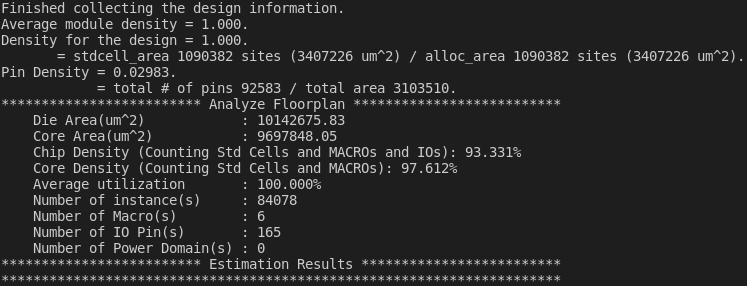 Finished collecting the design information.
Average module density = 1.000.
Density for the design = 1.000.
       = stdcell_area 1090382 sites (3407226 um^2) / alloc_area 1090382 sites (3407226 um^2).
Pin Density = 0.02983.
            = total # of pins 92583 / total area 3103510.
************************* Analyze Floorplan **************************
    Die Area(um^2)            : 10142675.83
    Core Area(um^2)           : 9697848.05
    Chip Density (Counting Std Cells and MACROs and IOs): 93.331%
    Core Density (Counting Std Cells and MACROs): 97.612%
    Average utilization       : 100.000%
    Number of instance(s)     : 84078
    Number of Macro(s)        : 6
    Number of IO Pin(s)       : 165
    Number of Power Domain(s) : 0
************************* Estimation Results *************************
**********************************************************************